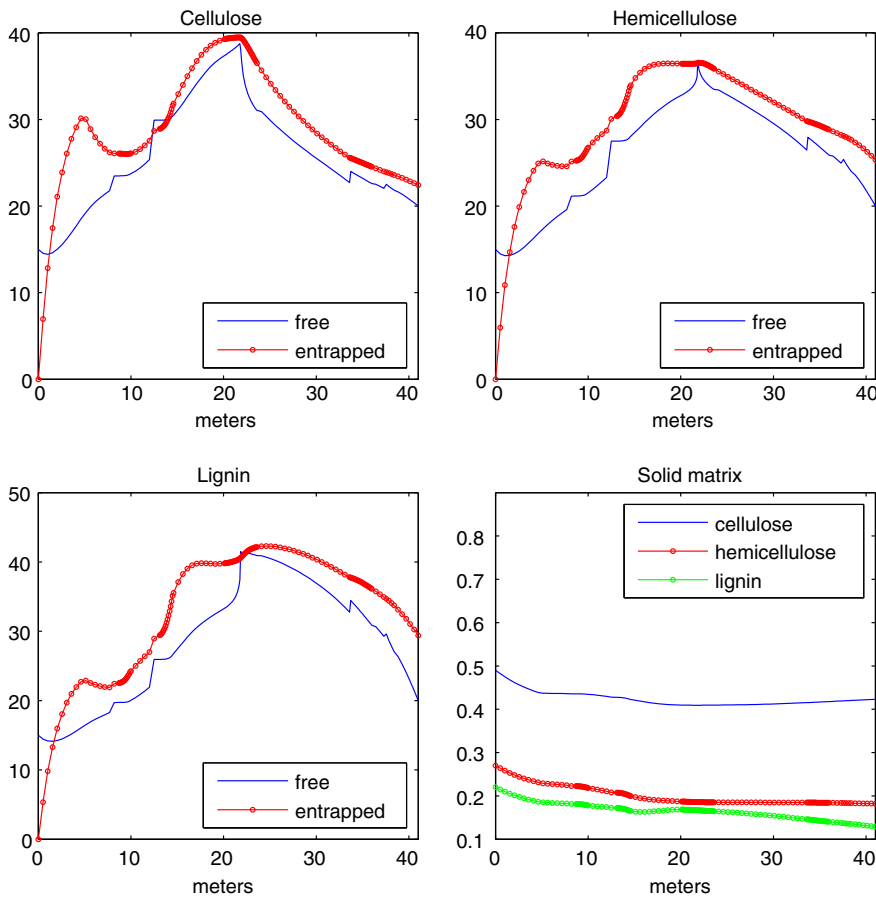 Cellulose
40
30
20
10
0
0 10 20 30 40
meters
free
entrapped
Hemicellulose
40
30
20
10
0
0 10 20 30 40
meters
free
entrapped
Lignin
50
40
30
20
10
0
0 10 20 30 40
meters
free
entrapped
Solid matrix
0.8
0.7
0.6
0.5
0.4
0.3
0.2
0.1
0 10 20 30 40
meters
cellulose
hemicellulose
lignin